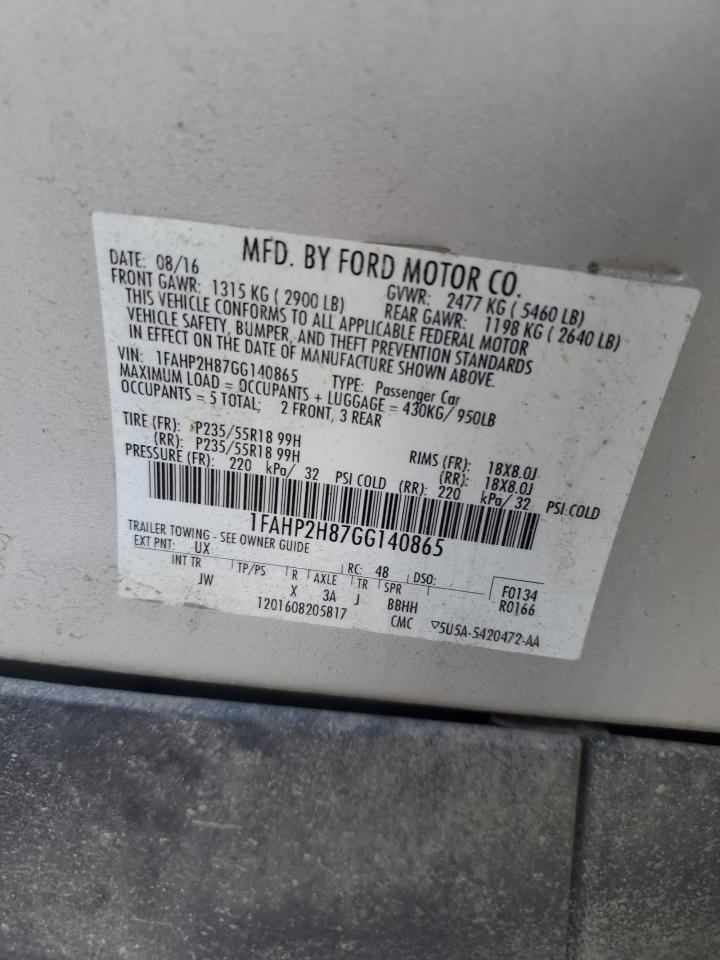 MFD. BY FORD MOTOR CO.
DATE: 08/16 GVWR: 2477 KG ( 5460 LB)
FRONT GAWR: 1315 KG ( 2900 LB) REAR GAWR: 1198 KG ( 2640 LB)
THIS VEHICLE CONFORMS TO ALL APPLICABLE FEDERAL MOTOR
VEHICLE SAFETY, BUMPER, AND THEFT PREVENTION STANDARDS
IN EFFECT ON THE DATE OF MANUFACTURE SHOWN ABOVE.
VIN: 1FAHP2H87GG140865 TYPE: Passenger Car
MAXIMUM LOAD = OCCUPANTS + LUGGAGE = 430KG/ 950LB
OCCUPANTS = 5 TOTAL; 2 FRONT, 3 REAR
TIRE (FR): P235/55R18 99H RIMS (FR): 18X8.0J
(RR): P235/55R18 99H (RR): 18X8.0J
PRESSURE (FR): 220 kPa/ 32 PSI COLD (RR): 220 kPa/ 32 PSI COLD
1FAHP2H87GG140865
TRAILER TOWING - SEE OWNER GUIDE
EXT PNT: UX RC: 48 DSO: F0134
INT TR TP/PS R AXLE TR SPR R0166
JW X 3A J BBHH
1201608205817 CMC ▽5U5A-5420472-AA